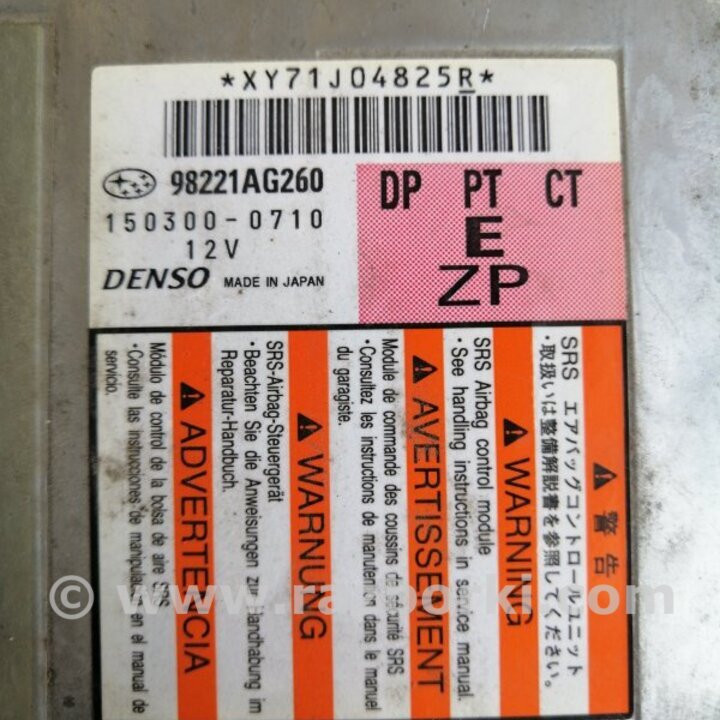 *XY71J04825R*
98221AG260
150300-0710
12V
DENSO MADE IN JAPAN
DP PT CT
E
ZP
警告
SRS エアバッグコントロールユニット
・取扱いは整備解説書を参照してください。
WARNING
SRS Airbag control module
・See handling instructions in service manual.
AVERTISSEMENT
Module de commande des coussins de sécurité SRS
・Consultez les instructions de manutention dans le manuel
du garagiste.
WARNUNG
SRS-Airbag-Steuergerät
・Beachten Sie die Anweisungen zur Handhabung im
Reparatur-Handbuch.
ADVERTENCIA
Módulo de control de la bolsa de aire SRS
・Consulte las instrucciones de manipulación en el manual de
servicio.